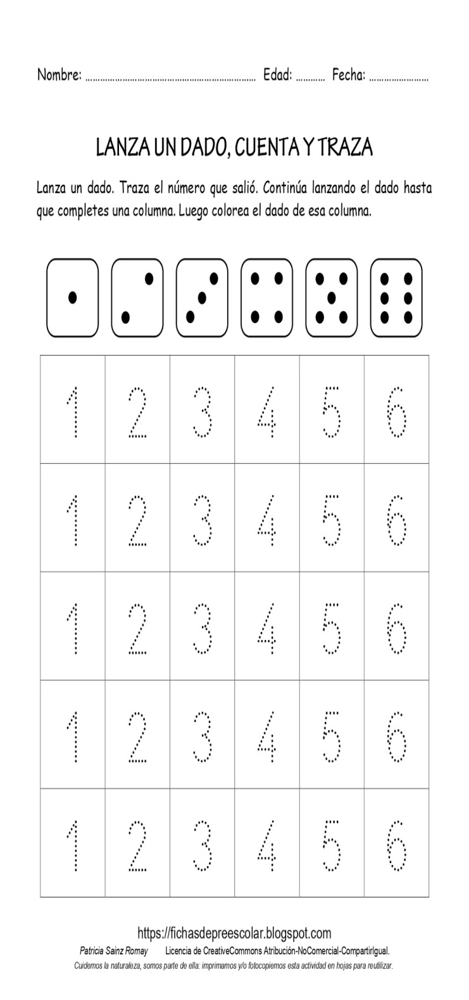 Nombre: ............................................................... Edad: ........... Fecha: ......................
LANZA UN DADO, CUENTA Y TRAZA
Lanza un dado. Traza el número que salió. Continúa lanzando el dado hasta
que completes una columna. Luego colorea el dado de esa columna.
1 2 3 4 5 6
1 2 3 4 5 6
1 2 3 4 5 6
1 2 3 4 5 6
1 2 3 4 5 6
https://fichasdepreescolar.blogspot.com
Patricia Sainz Romay Licencia de CreativeCommons Atribución-NoComercial-CompartirIgual.
Cuidemos la naturaleza, somos parte de ella: imprimamos y/o fotocopiemos esta actividad en hojas para reutilizar.